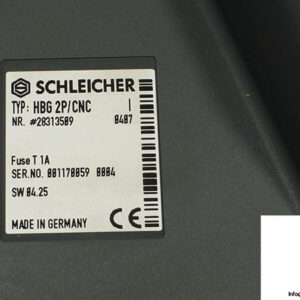 SCHLEICHER
TYP: HBG 2P/CNC I
NR. #28313509 0407
Fuse T 1A
SER.NO. 001170059 0004
SW 04.25
MADE IN GERMANY CE